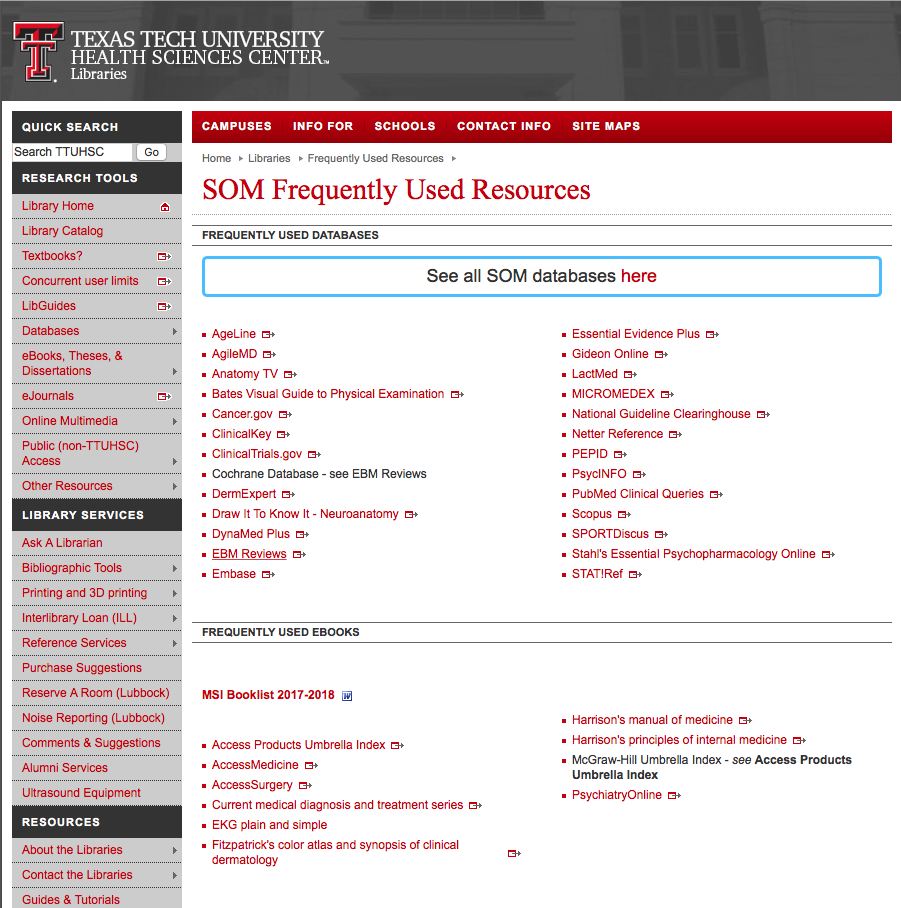 TEXAS TECH UNIVERSITY
HEALTH SCIENCES CENTER™
Libraries
QUICK SEARCH
Search TTUHSC
Go
RESEARCH TOOLS
Library Home
Library Catalog
Textbooks?
Concurrent user limits
LibGuides
Databases
eBooks, Theses, &
Dissertations
eJournals
Online Multimedia
Public (non-TTUHSC)
Access
Other Resources
LIBRARY SERVICES
Ask A Librarian
Bibliographic Tools
Printing and 3D printing
Interlibrary Loan (ILL)
Reference Services
Purchase Suggestions
Reserve A Room (Lubbock)
Noise Reporting (Lubbock)
Comments & Suggestions
Alumni Services
Ultrasound Equipment
RESOURCES
About the Libraries
Contact the Libraries
Guides & Tutorials
CAMPUSES INFO FOR SCHOOLS CONTACT INFO SITE MAPS
Home Libraries Frequently Used Resources
SOM Frequently Used Resources
FREQUENTLY USED DATABASES
See all SOM databases here
AgeLine
AgileMD
Anatomy TV
Bates Visual Guide to Physical Examination
Cancer.gov
ClinicalKey
ClinicalTrials.gov
Cochrane Database - see EBM Reviews
DermExpert
Draw It To Know It - Neuroanatomy
DynaMed Plus
EBM Reviews
Embase
Essential Evidence Plus
Gideon Online
LactMed
MICROMEDEX
National Guideline Clearinghouse
Netter Reference
PEPID
PsycINFO
PubMed Clinical Queries
Scopus
SPORTDiscus
Stahl's Essential Psychopharmacology Online
STAT!Ref
FREQUENTLY USED EBOOKS
MSI Booklist 2017-2018
Access Products Umbrella Index
AccessMedicine
AccessSurgery
Current medical diagnosis and treatment series
EKG plain and simple
Fitzpatrick's color atlas and synopsis of clinical
dermatology
Harrison's manual of medicine
Harrison's principles of internal medicine
McGraw-Hill Umbrella Index - see Access Products
Umbrella Index
PsychiatryOnline